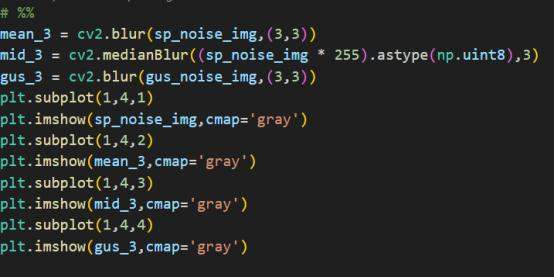 # %%
mean_3 = cv2.blur(sp_noise_img,(3,3))
mid_3 = cv2.medianBlur((sp_noise_img * 255).astype(np.uint8),3)
gus_3 = cv2.blur(gus_noise_img,(3,3))
plt.subplot(1,4,1)
plt.imshow(sp_noise_img,cmap='gray')
plt.subplot(1,4,2)
plt.imshow(mean_3,cmap='gray')
plt.subplot(1,4,3)
plt.imshow(mid_3,cmap='gray')
plt.subplot(1,4,4)
plt.imshow(gus_3,cmap='gray')